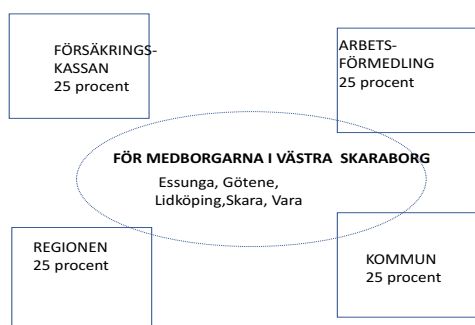 FÖRSÄKRINGS-
KASSAN
25 procent
ARBETS-
FÖRMEDLING
25 procent
FÖR MEDBORGARNA I VÄSTRA SKARABORG
Essunga, Götene,
Lidköping,Skara, Vara
REGIONEN
25 procent
KOMMUN
25 procent